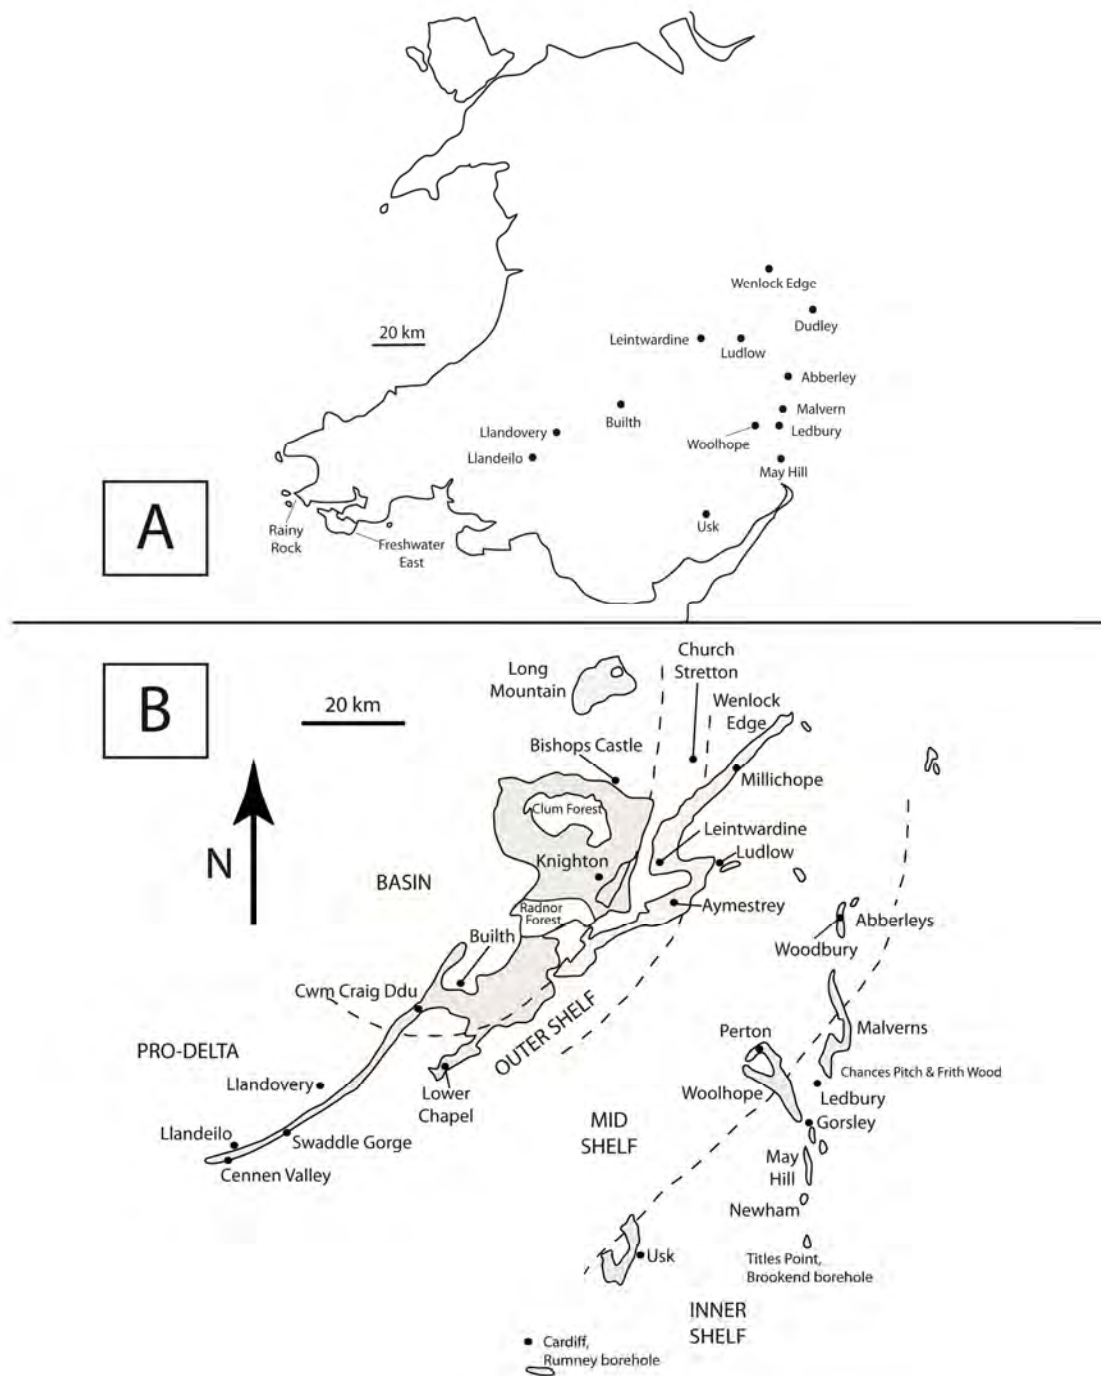 Wenlock Edge
Dudley
20 km
Leintwardine
Ludlow
Abberley
Malvern
Builth
Llandovery
Woolhope
Ledbury
Llandeilo
May Hill
A
Usk
Rainy
Rock
Freshwater
East
B
20 km
Long
Mountain
Church
Stretton
Wenlock
Edge
Bishops Castle
Millichope
Clum Forest
N
Leintwardine
Ludlow
BASIN
Knighton
Radnor
Forest
Aymestrey
Abberleys
Woodbury
Builth
Cwm Craig Ddu
OUTER SHELF
PRO-DELTA
Perton
Malverns
Llandovery
Lower
Chapel
Woolhope
Chances Pitch & Frith Wood
Ledbury
MID
SHELF
Gorsley
Llandeilo
Swaddle Gorge
Cennen Valley
May
Hill
Newham
Usk
Titles Point,
Brookend borehole
INNER
SHELF
Cardiff,
Rumney borehole